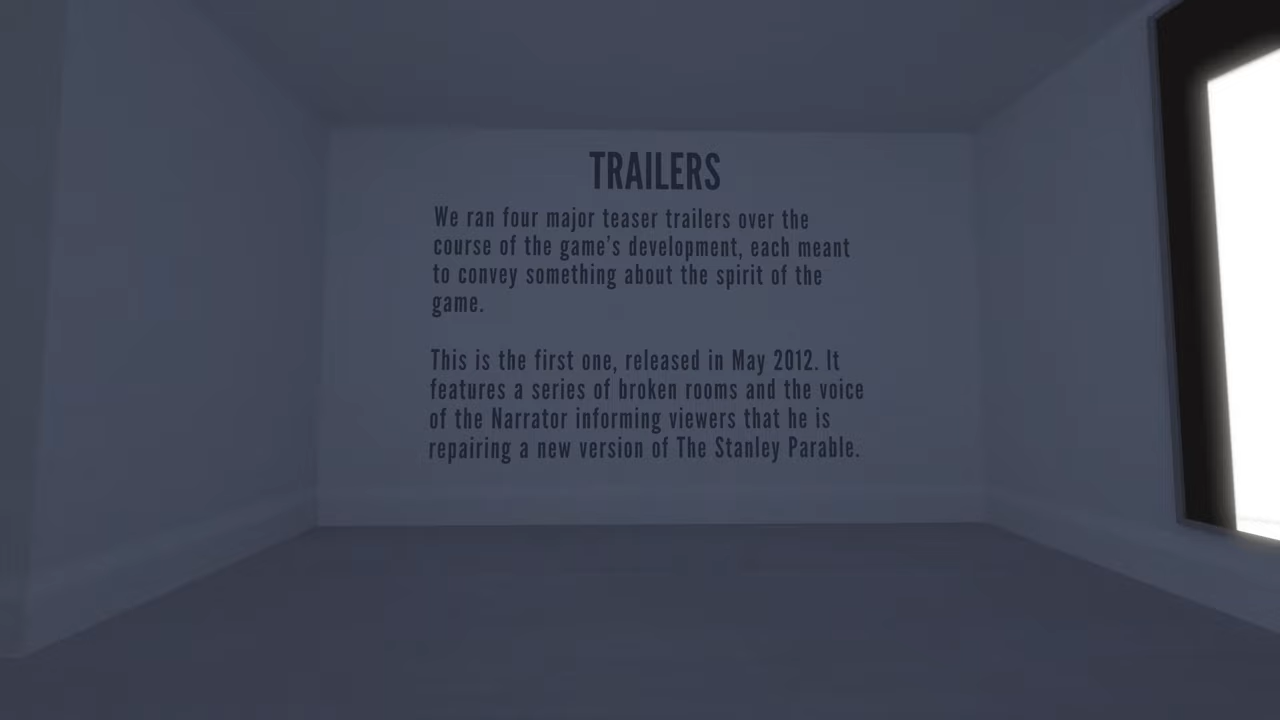 TRAILERS
We ran four major teaser trailers over the
course of the game's development, each meant
to convey something about the spirit of the
game.
This is the first one, released in May 2012. It
features a series of broken rooms and the voice
of the Narrator informing viewers that he is
repairing a new version of The Stanley Parable.